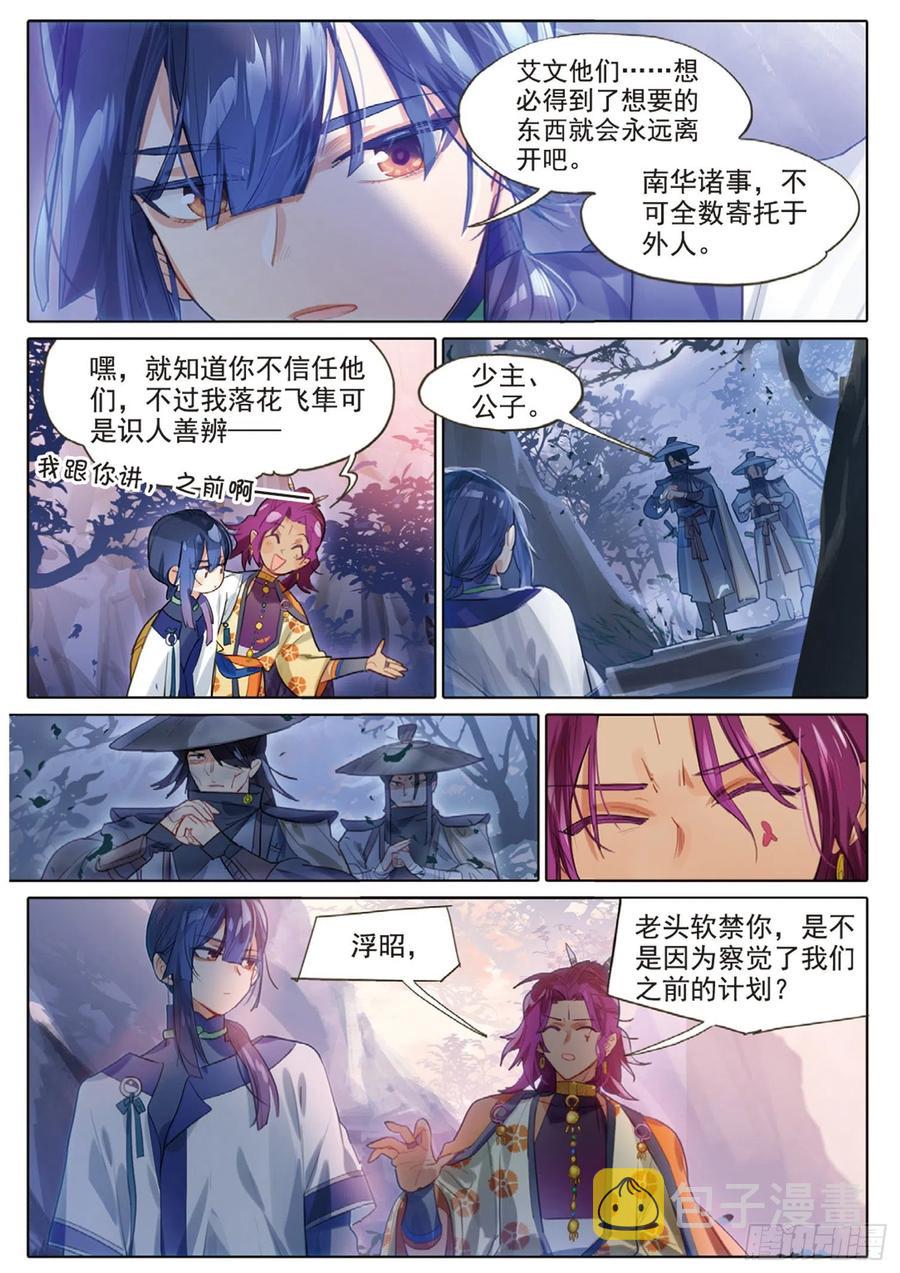 艾文他们……想
必得到了想要的
东西就会永远离
开吧。
南华诸事，不
可全数寄托于
外人。
嘿，就知道你不信任他
们，不过我落花飞隼可
是识人善辨——
我跟你讲，之前啊——
少主、
公子。
浮昭，
老头软禁你，是不
是因为察觉了我们
之前的计划？
包子漫畫
腾讯动漫